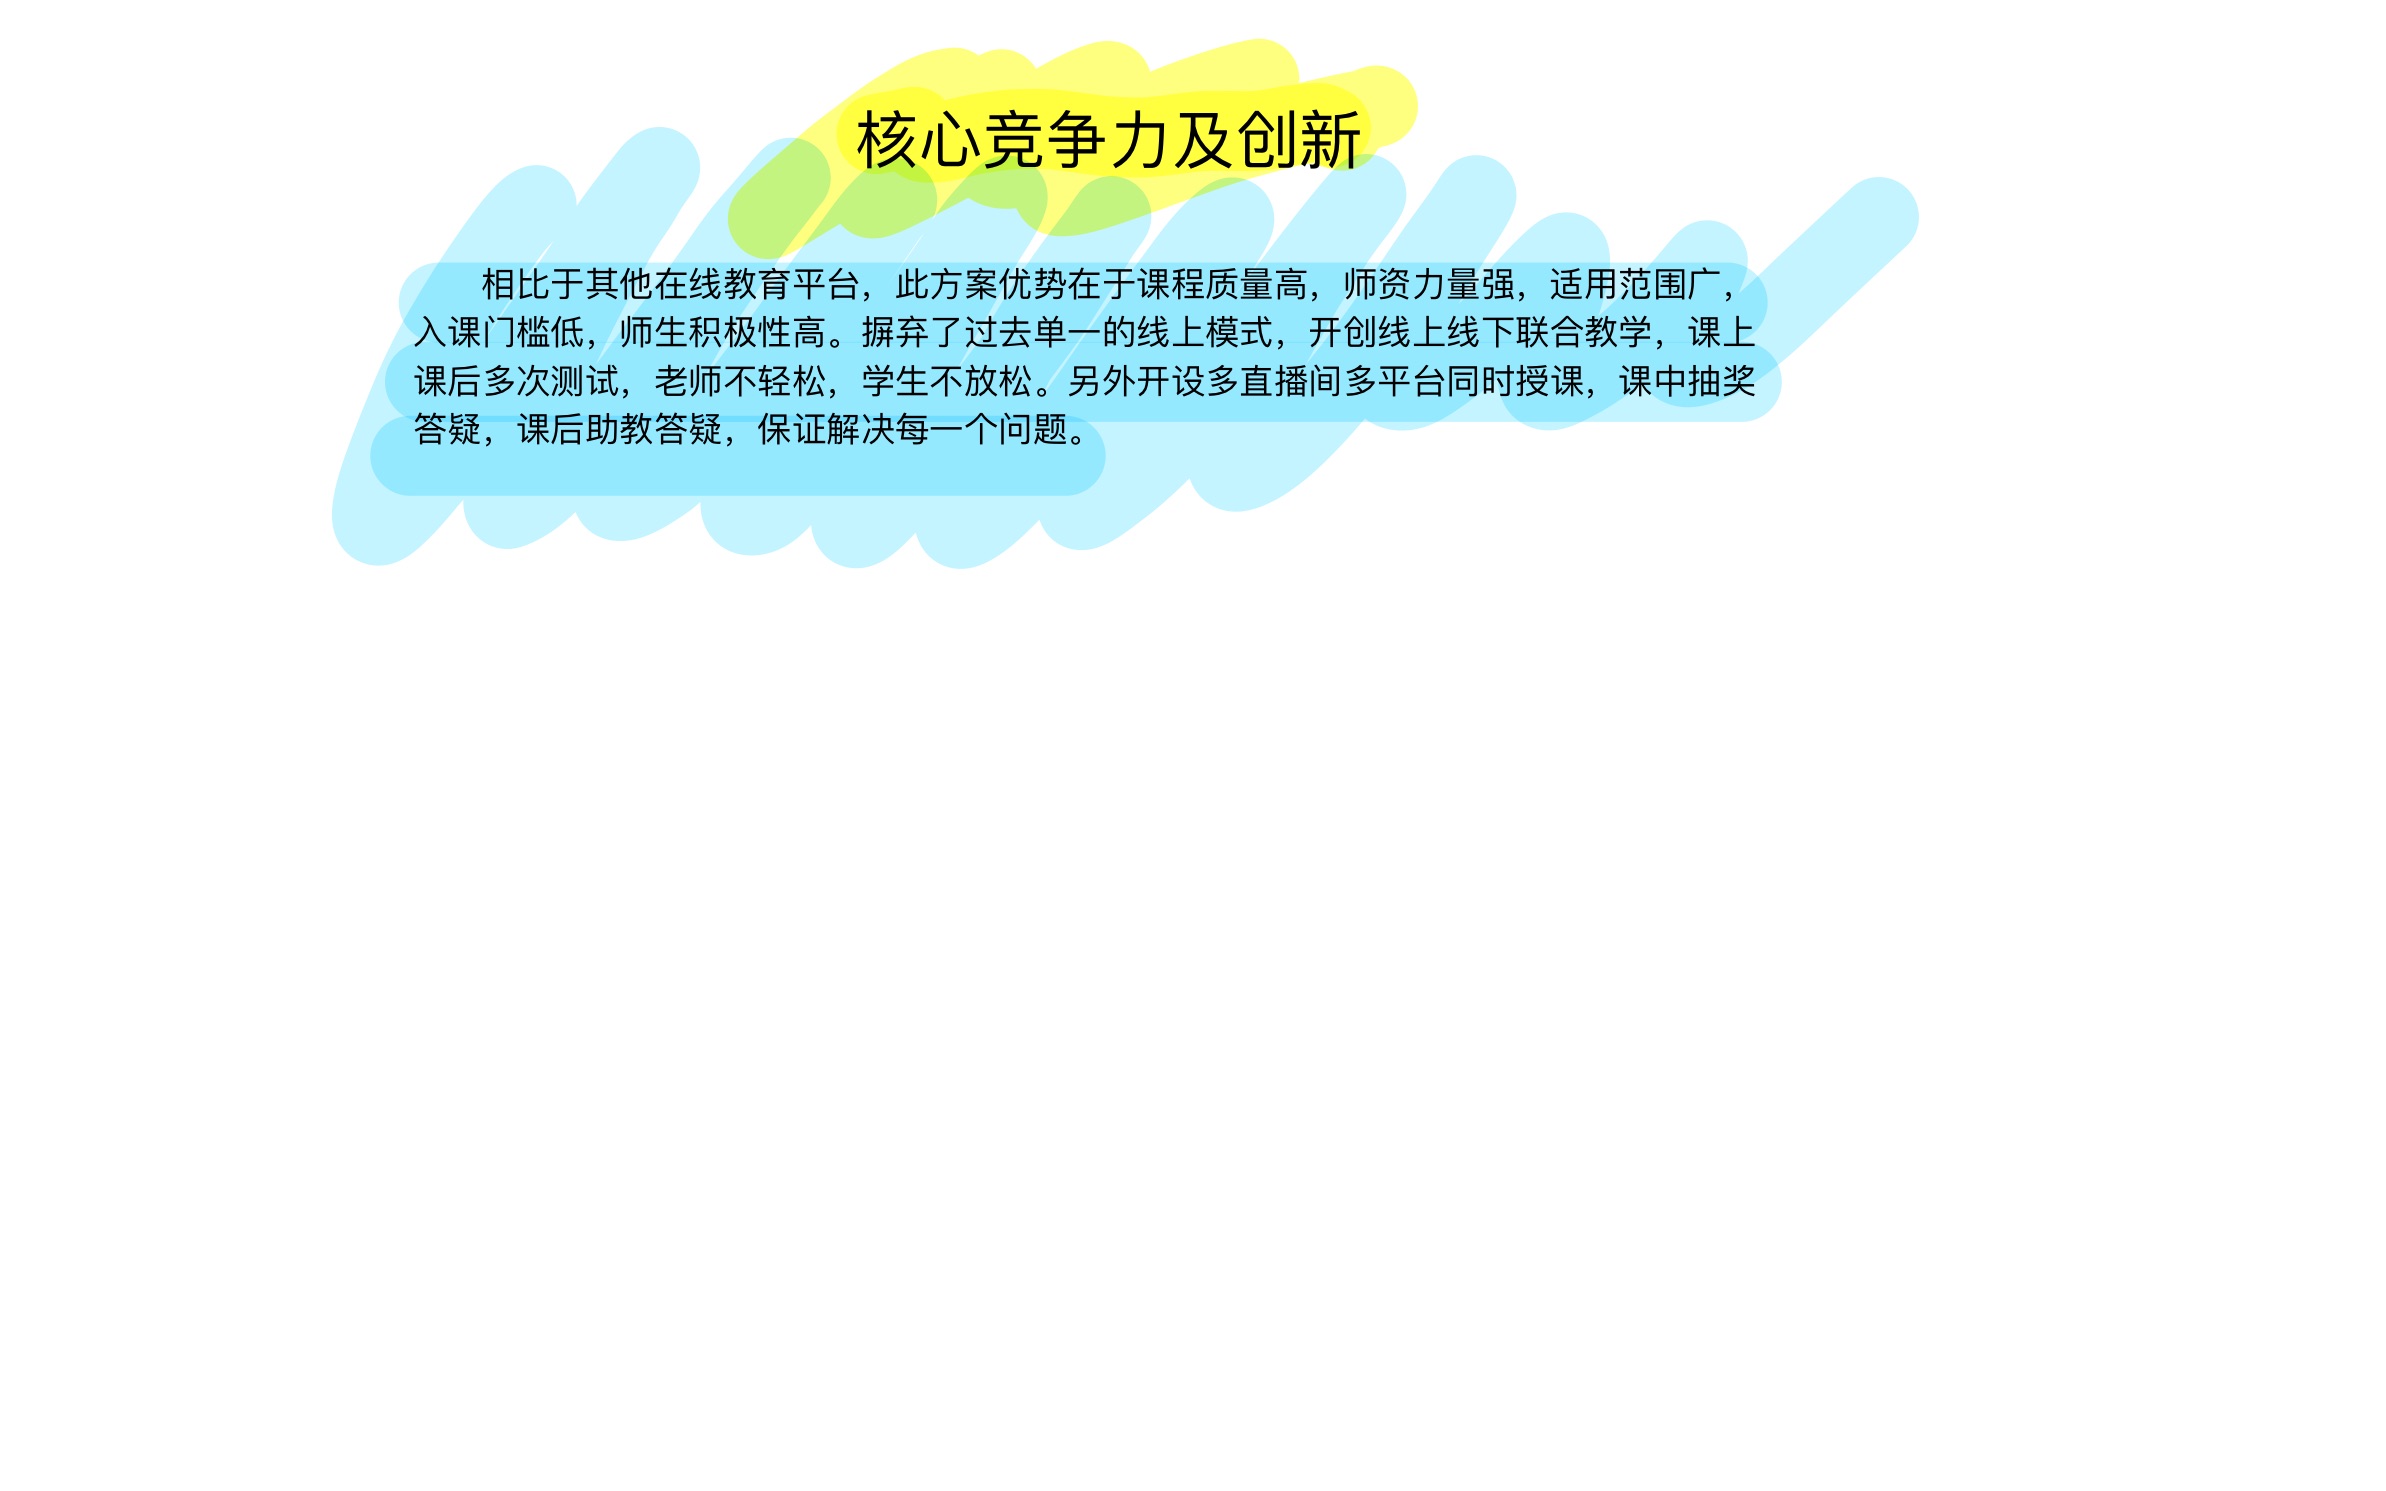 核心竞争力及创新
相比于其他在线教育平台，此方案优势在于课程质量高，师资力量强，适用范围广，
入课门槛低，师生积极性高。摒弃了过去单一的线上模式，开创线上线下联合教学，课上
课后多次测试，老师不轻松，学生不放松。另外开设多直播间多平台同时授课，课中抽奖
答疑，课后助教答疑，保证解决每一个问题。